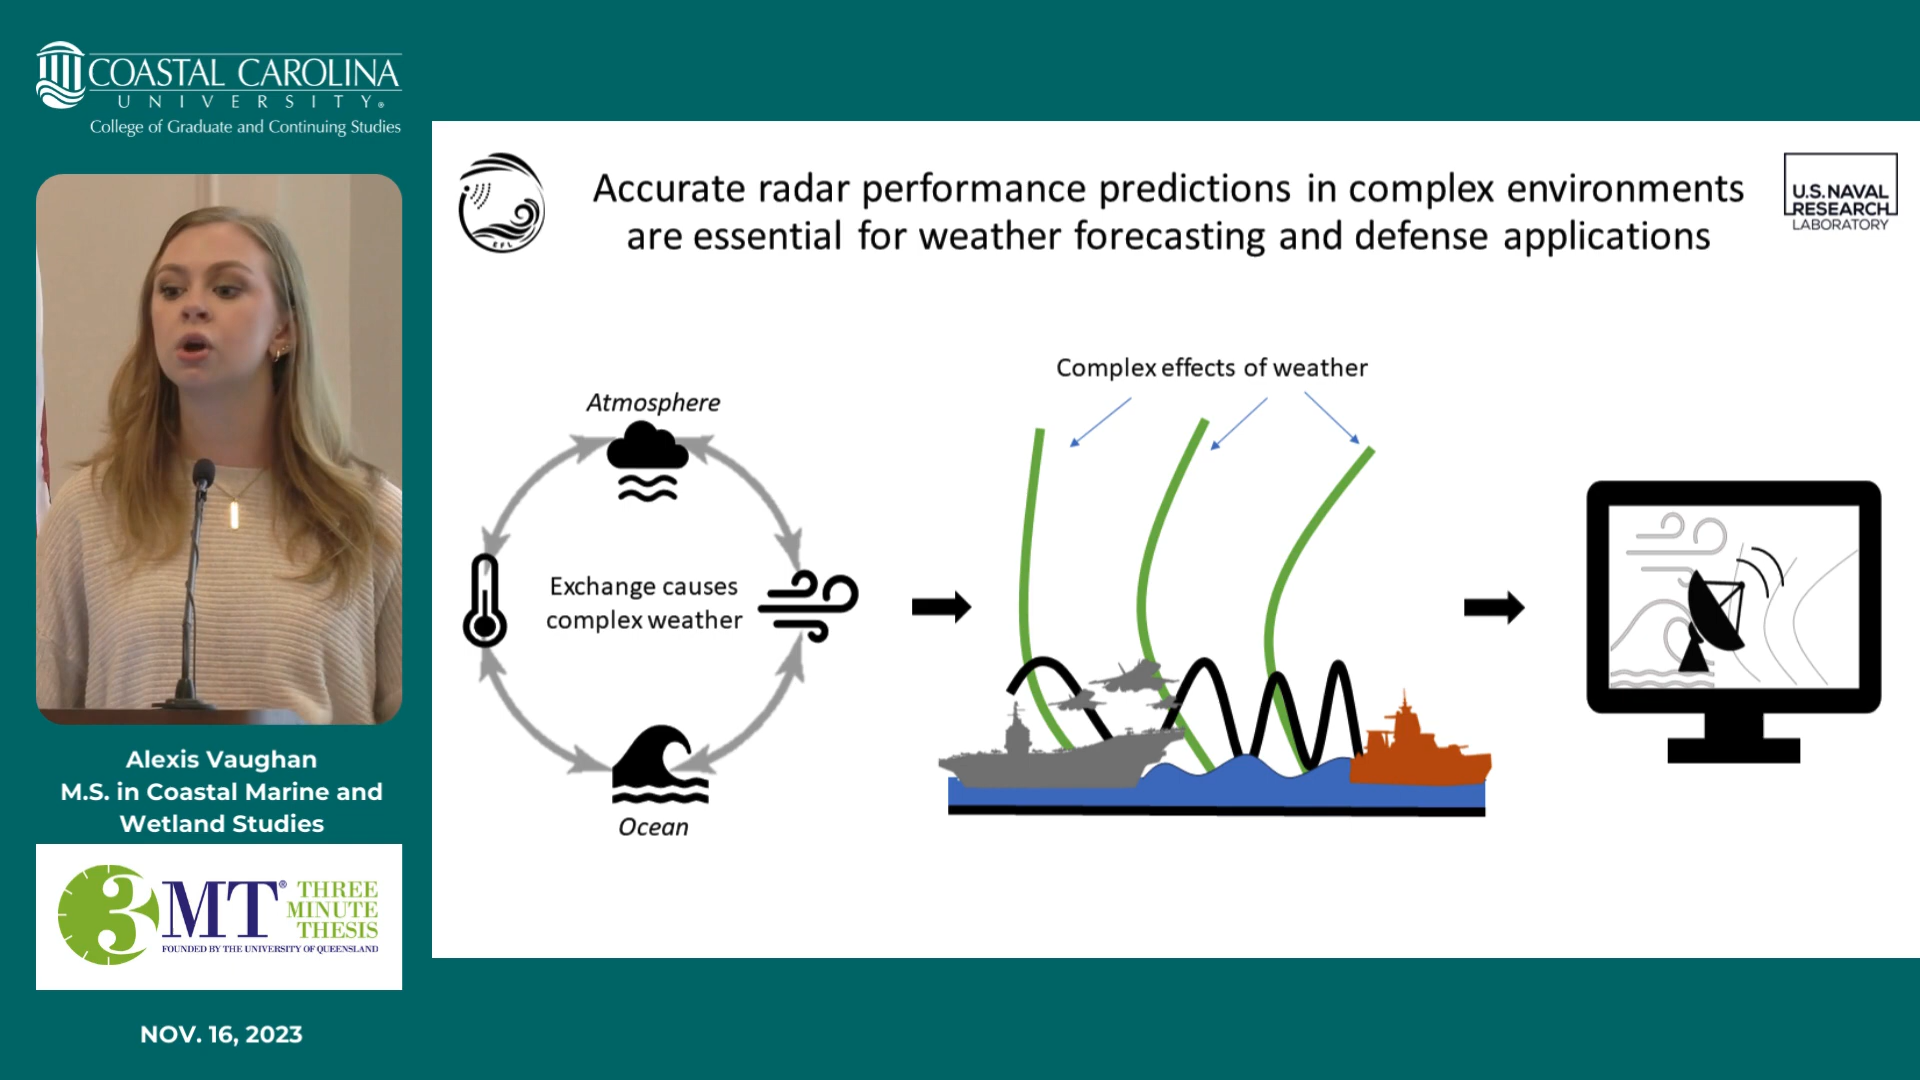 COASTAL CAROLINA
UNIVERSITY®
College of Graduate and Continuing Studies
Alexis Vaughan
M.S. in Coastal Marine and
Wetland Studies
3MT® THREE
MINUTE
THESIS
FOUNDED BY THE UNIVERSITY OF QUEENSLAND
NOV. 16, 2023
EFL
Accurate radar performance predictions in complex environments
are essential for weather forecasting and defense applications
U.S. NAVAL
RESEARCH
LABORATORY
Atmosphere
Exchange causes
complex weather
Ocean
Complex effects of weather